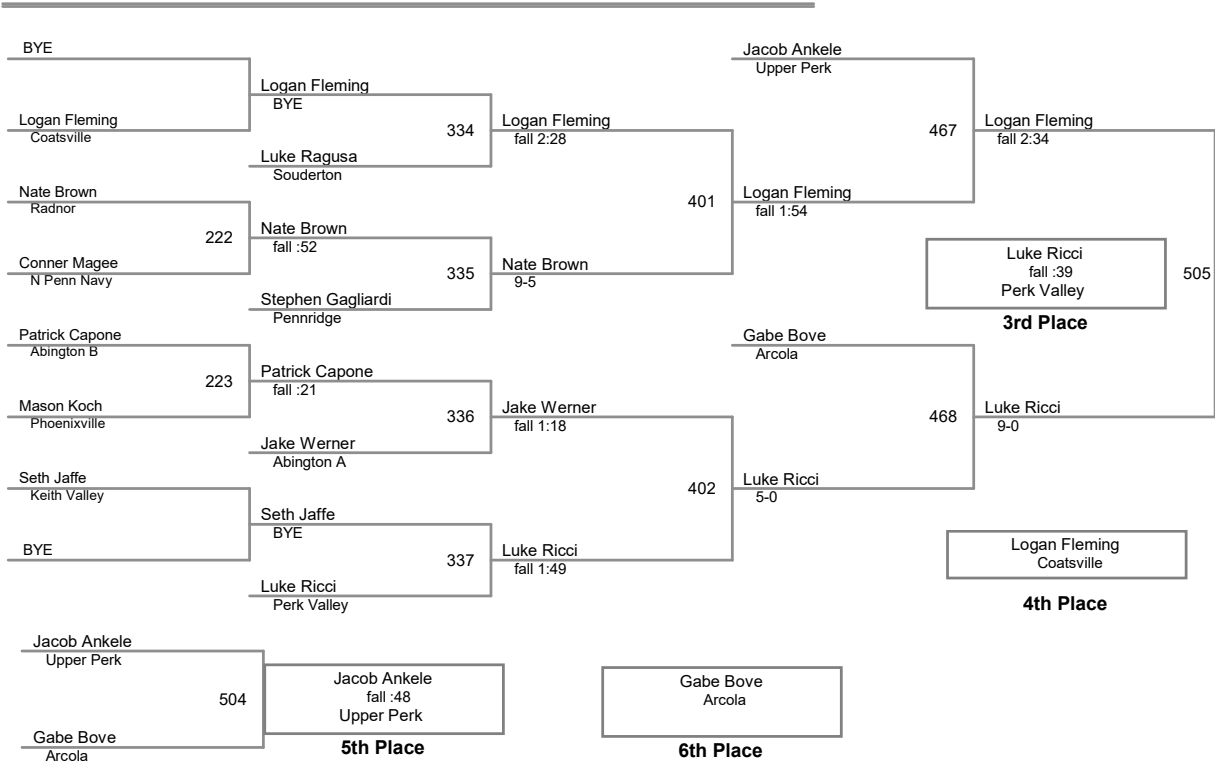 BYE
Logan Fleming
Coatsville
Nate Brown
Radnor
Conner Magee
N Penn Navy
Patrick Capone
Abington B
Mason Koch
Phoenixville
Seth Jaffe
Keith Valley
BYE
222
223
Logan Fleming
BYE
Luke Ragusa
Souderton
Nate Brown
fall :52
Stephen Gagliardi
Pennridge
Patrick Capone
fall :21
Jake Werner
Abington A
Seth Jaffe
BYE
Luke Ricci
Perk Valley
334
335
336
337
Logan Fleming
fall 2:28
Nate Brown
9-5
Jake Werner
fall 1:18
Luke Ricci
fall 1:49
401
402
Jacob Ankele
Upper Perk
Logan Fleming
fall 1:54
Gabe Bove
Arcola
Luke Ricci
5-0
467
468
Logan Fleming
fall 2:34
Luke Ricci
9-0
505
Luke Ricci
fall :39
Perk Valley
3rd Place
Logan Fleming
Coatsville
4th Place
Jacob Ankele
Upper Perk
504
Gabe Bove
Arcola
Jacob Ankele
fall :48
Upper Perk
5th Place
Gabe Bove
Arcola
6th Place